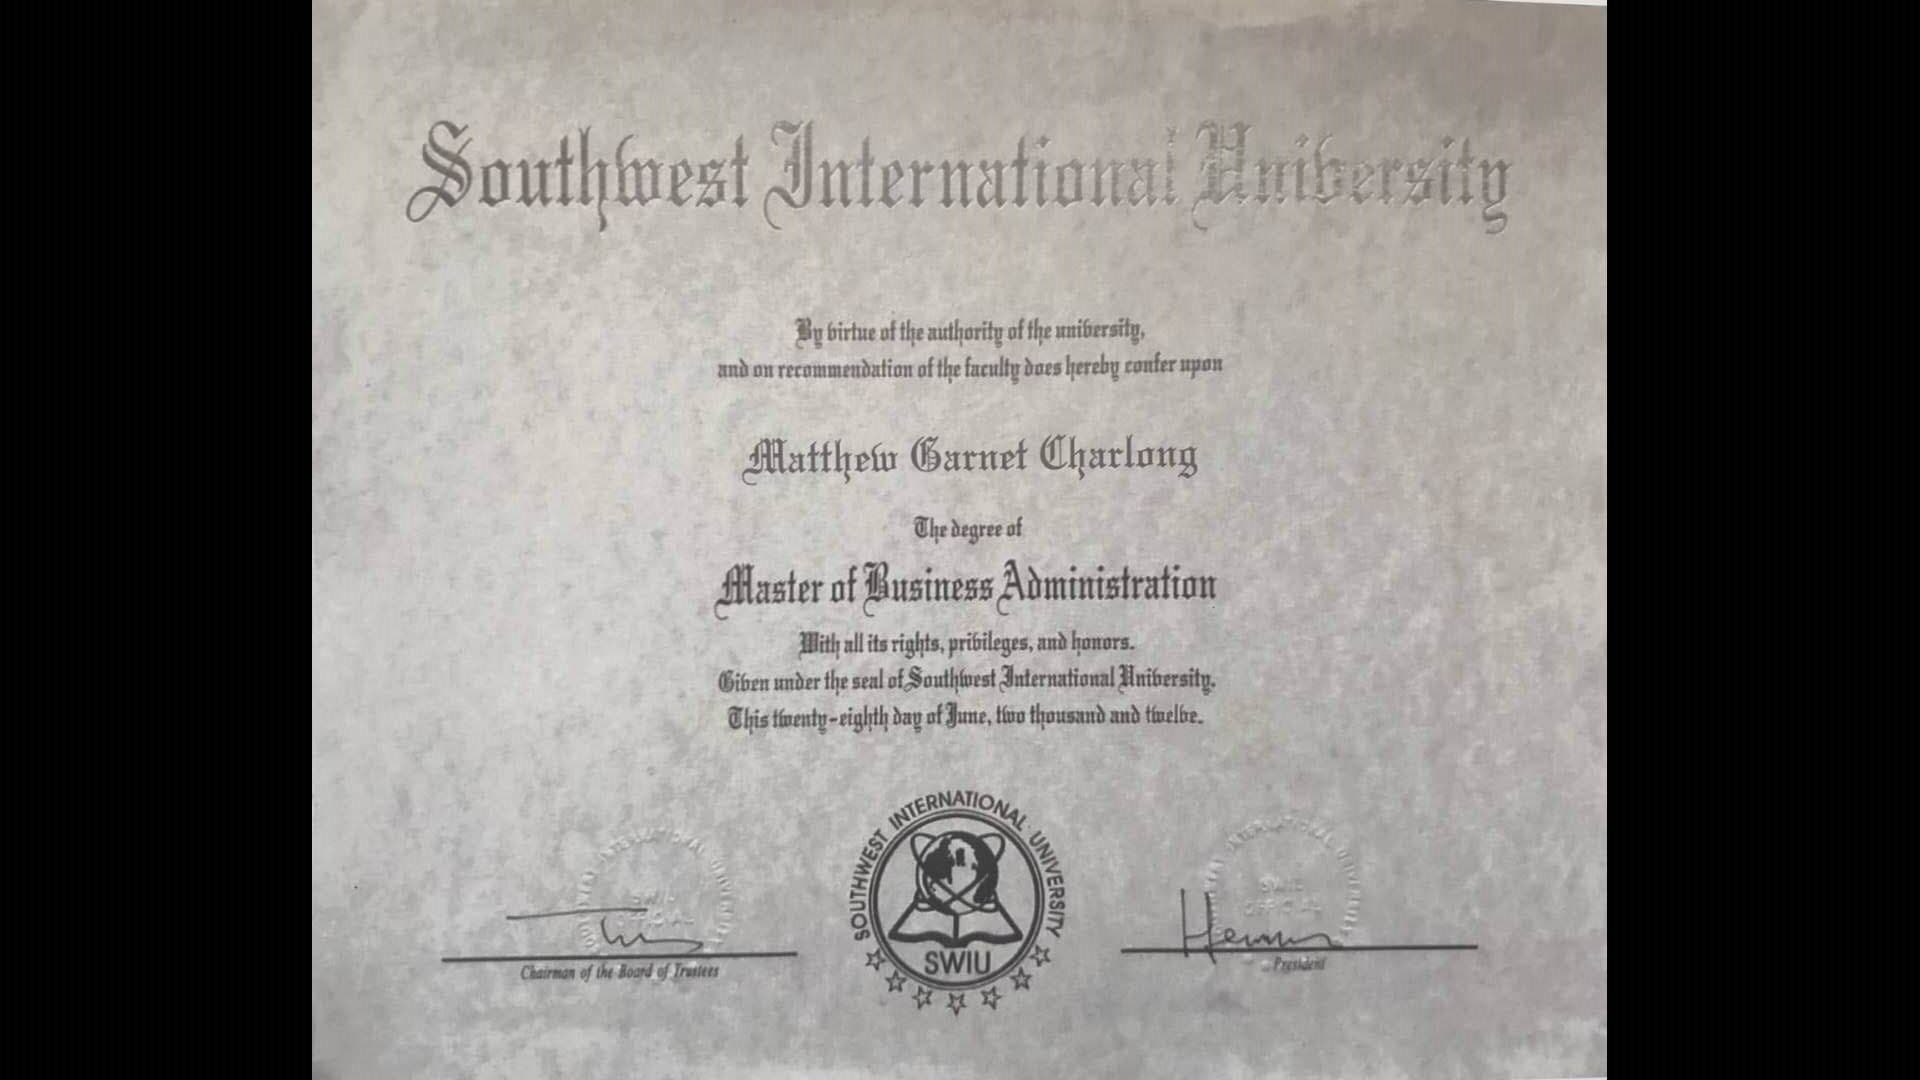 Southwest International University
By virtue of the authority of the university,
and on recommendation of the faculty does hereby confer upon
Matthew Garnet Charlong
The degree of
Master of Business Administration
With all its rights, privileges, and honors.
Given under the seal of Southwest International University.
This twenty-eighth day of June, two thousand and twelve.
SOUTHWEST INTERNATIONAL UNIVERSITY
SWIU
Chairman of the Board of Trustees
President